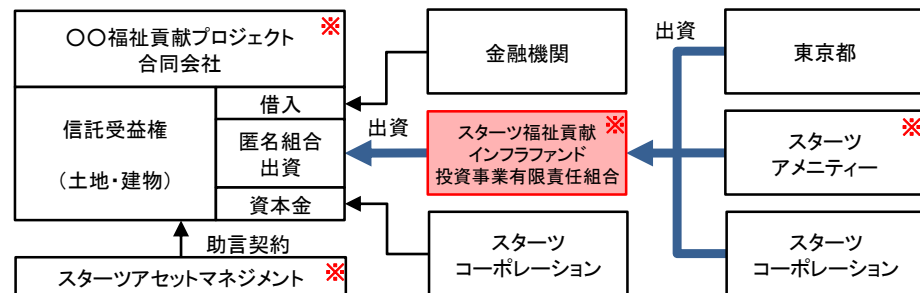 〇〇福祉貢献プロジェクト ※
合同会社
信託受益権
(土地・建物)
借入
匿名組合
出資
資本金
助言契約
スターツアセットマネジメント ※
金融機関
出資
スターツ福祉貢献 ※
インフラファンド
投資事業有限責任組合
スターツ
コーポレーション
出資
東京都
スターツ ※
アメニティー
スターツ
コーポレーション